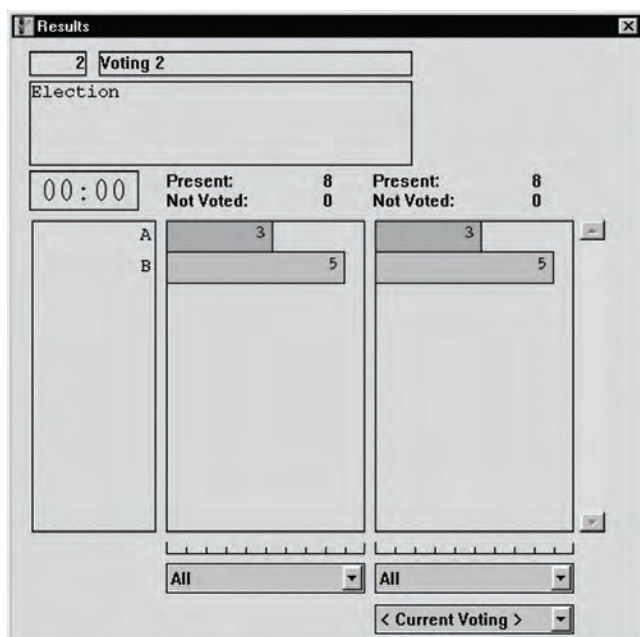 Results
2 Voting 2
Election
00:00
Present: 8 Present: 8
Not Voted: 0 Not Voted: 0
A 3 3
B 5 5
All All
< Current Voting >